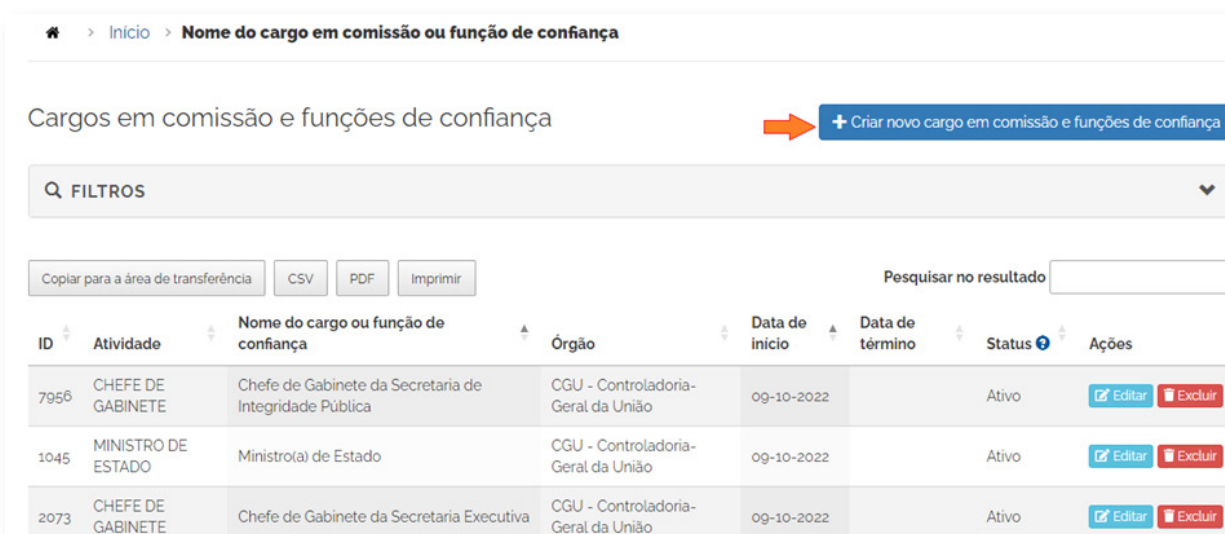 > Início > Nome do cargo em comissão ou função de confiança
Cargos em comissão e funções de confiança
+ Criar novo cargo em comissão e funções de confiança
FILTROS
Copiar para a área de transferência CSV PDF Imprimir Pesquisar no resultado
ID Atividade Nome do cargo ou função de confiança Órgão Data de início Data de término Status Ações
7956 CHEFE DE GABINETE Chefe de Gabinete da Secretaria de Integridade Pública CGU - Controladoria-Geral da União 09-10-2022 Ativo Editar Excluir
1045 MINISTRO DE ESTADO Ministro(a) de Estado CGU - Controladoria-Geral da União 09-10-2022 Ativo Editar Excluir
2073 CHEFE DE GABINETE Chefe de Gabinete da Secretaria Executiva CGU - Controladoria-Geral da União 09-10-2022 Ativo Editar Excluir